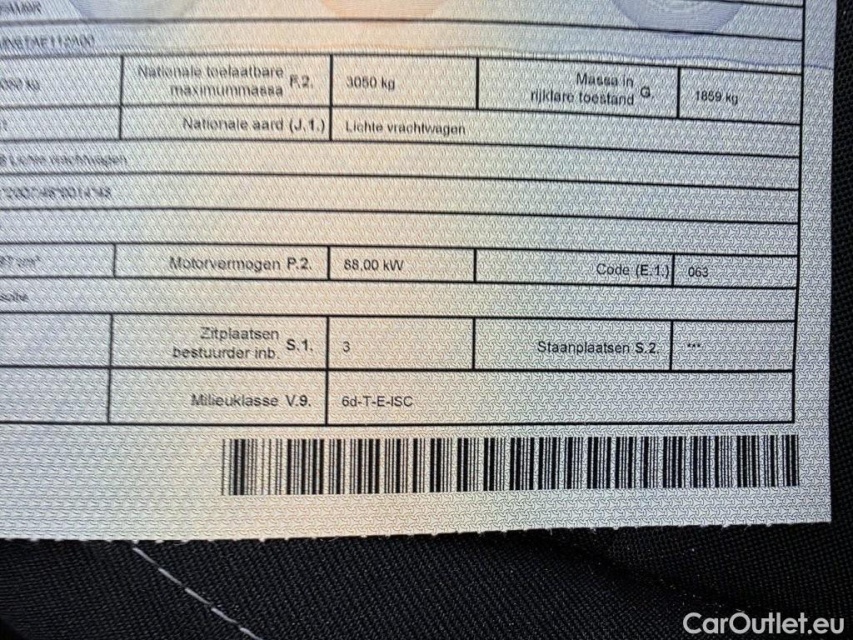 Nationale toelaatbare maximummassa F.2. 3050 kg Massa in rijklare toestand G. 1859 kg
Nationale aard (J.1.) Lichte vrachtwagen
Lichte vrachtwagen
Motorvermogen P.2. 88,00 kW Code (E.1.) 063
Zitplaatsen bestuurder inb. S.1. 3 Staanplaatsen S.2. ***
Milieuklasse V.9. 6d-T-E-ISC
CarOutlet.eu